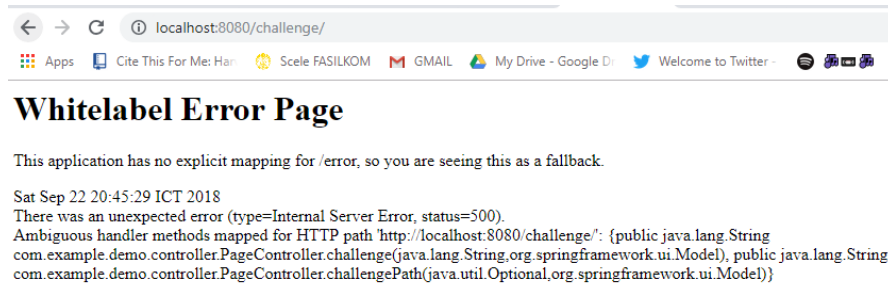 localhost:8080/challenge/
Apps Cite This For Me: Har Scele FASILKOM GMAIL My Drive - Google Dr Welcome to Twitter -
Whitelabel Error Page
This application has no explicit mapping for /error, so you are seeing this as a fallback.
Sat Sep 22 20:45:29 ICT 2018
There was an unexpected error (type=Internal Server Error, status=500).
Ambiguous handler methods mapped for HTTP path 'http://localhost:8080/challenge/': {public java.lang.String
com.example.demo.controller.PageController.challenge(java.lang.String,org.springframework.ui.Model), public java.lang.String
com.example.demo.controller.PageController.challengePath(java.util.Optional,org.springframework.ui.Model)}